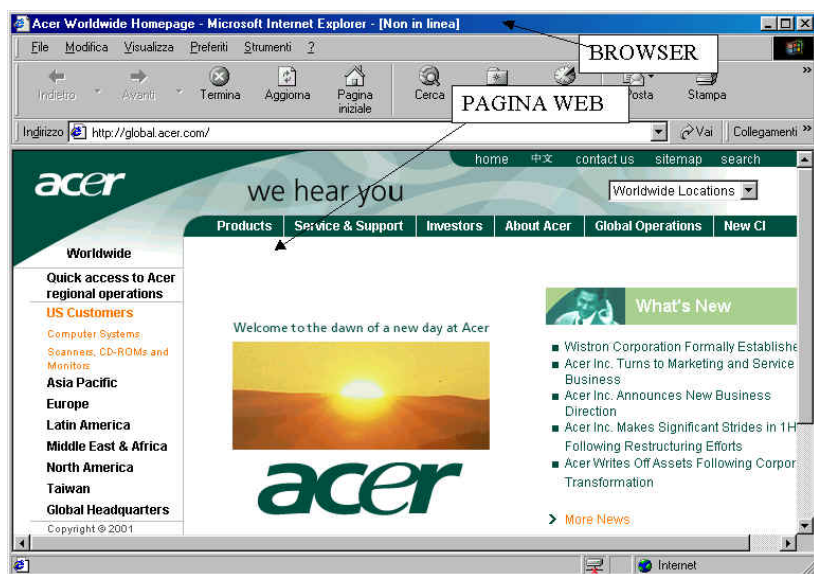 Acer Worldwide Homepage - Microsoft Internet Explorer - [Non in linea]
BROWSER
File Modifica Visualizza Preferiti Strumenti ?
Indietro Avanti Termina Aggiorna Pagina iniziale Cerca Posta Stampa
PAGINA WEB
Indirizzo http://global.acer.com/ Vai Collegamenti
home 中文 contact us sitemap search
acer
we hear you
Worldwide Locations
Products Service & Support Investors About Acer Global Operations New CI
Worldwide
Quick access to Acer
regional operations
US Customers
Computer Systems
Scanners, CD-ROMs and
Monitors
Asia Pacific
Europe
Latin America
Middle East & Africa
North America
Taiwan
Global Headquarters
Copyright © 2001
Welcome to the dawn of a new day at Acer
acer
What's New
Wistron Corporation Formally Establishe
Acer Inc. Turns to Marketing and Service
Business
Acer Inc. Announces New Business
Direction
Acer Inc. Makes Significant Strides in 1H
Following Restructuring Efforts
Acer Writes Off Assets Following Corpor
Transformation
More News
Internet